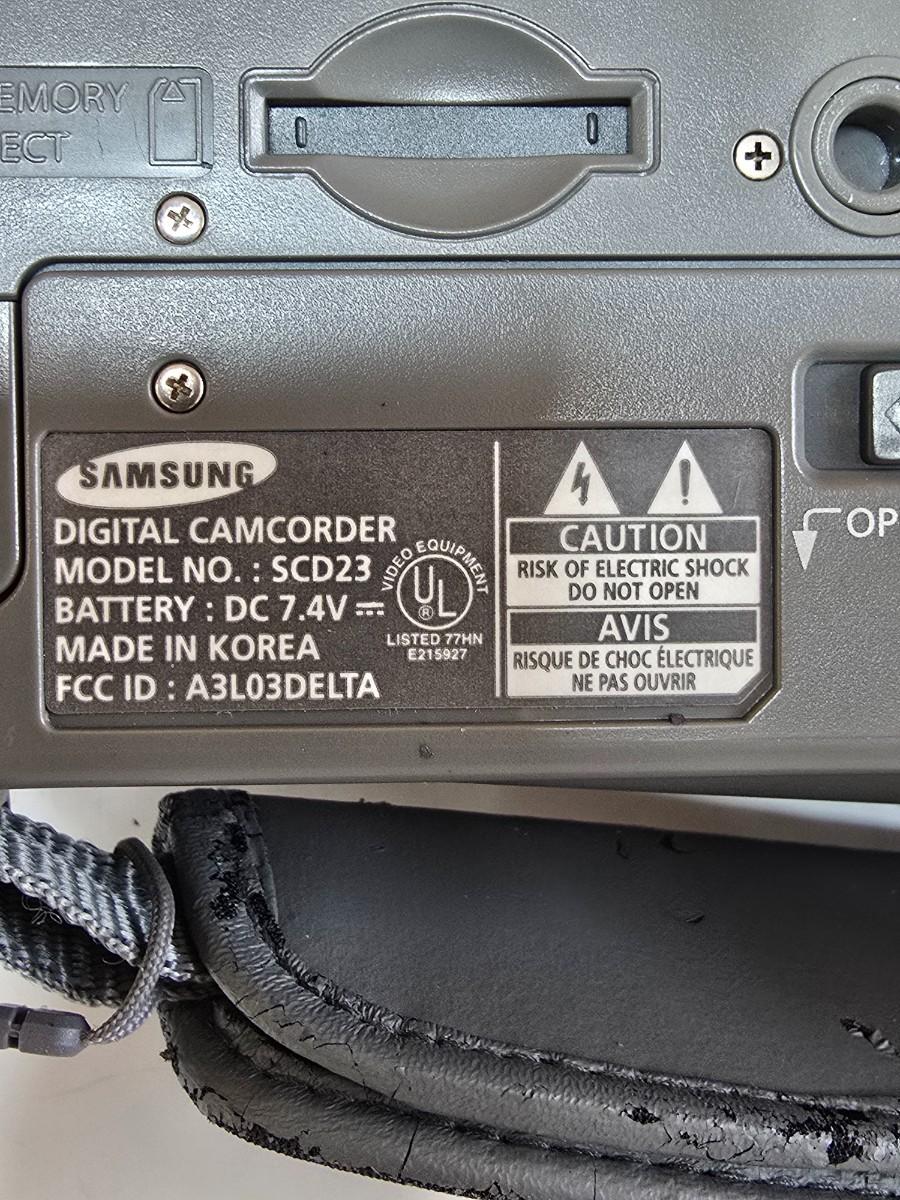 EMORY
ECT
SAMSUNG
DIGITAL CAMCORDER
MODEL NO. : SCD23
BATTERY : DC 7.4V ⎓
MADE IN KOREA
FCC ID : A3L03DELTA
VIDEO EQUIPMENT
UL
®
LISTED 77HN
E215927
CAUTION
RISK OF ELECTRIC SHOCK
DO NOT OPEN
AVIS
RISQUE DE CHOC ÉLECTRIQUE
NE PAS OUVRIR
OP